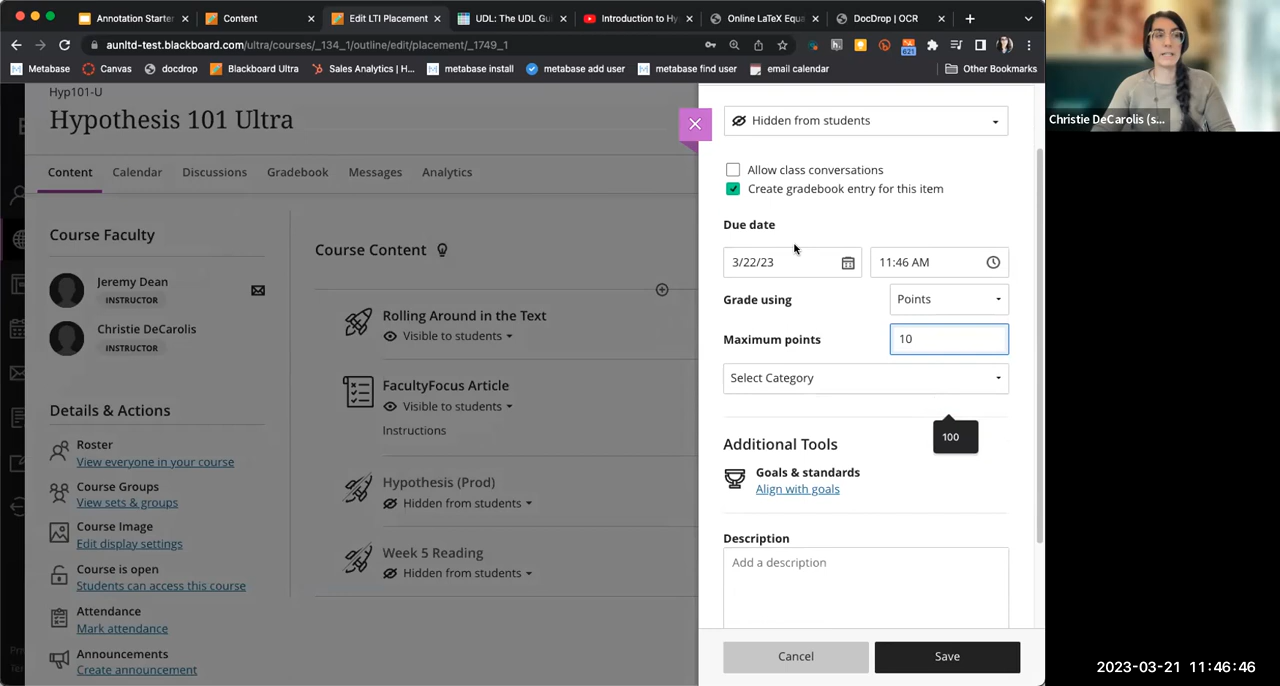 Annotation Starter
Content
Edit LTI Placement
UDL: The UDL Gui
Introduction to Hy
Online LaTeX Equa
DocDrop | OCR
aunltd-test.blackboard.com/ultra/courses/_134_1/outline/edit/placement/_1749_1
621
Metabase
Canvas
docdrop
Blackboard Ultra
Sales Analytics | H...
metabase install
metabase add user
metabase find user
email calendar
Other Bookmarks
Hyp101-U
Hypothesis 101 Ultra
Content
Calendar
Discussions
Gradebook
Messages
Analytics
Course Faculty
Jeremy Dean
INSTRUCTOR
Christie DeCarolis
INSTRUCTOR
Details & Actions
Roster
View everyone in your course
Course Groups
View sets & groups
Course Image
Edit display settings
Course is open
Students can access this course
Attendance
Mark attendance
Announcements
Create announcement
Course Content
Rolling Around in the Text
Visible to students
FacultyFocus Article
Visible to students
Instructions
Hypothesis (Prod)
Hidden from students
Week 5 Reading
Hidden from students
Hidden from students
Allow class conversations
Create gradebook entry for this item
Due date
3/22/23
11:46 AM
Grade using
Points
Maximum points
10
Select Category
100
Additional Tools
Goals & standards
Align with goals
Description
Add a description
Cancel
Save
Christie DeCarolis (s...
2023-03-21 11:46:46